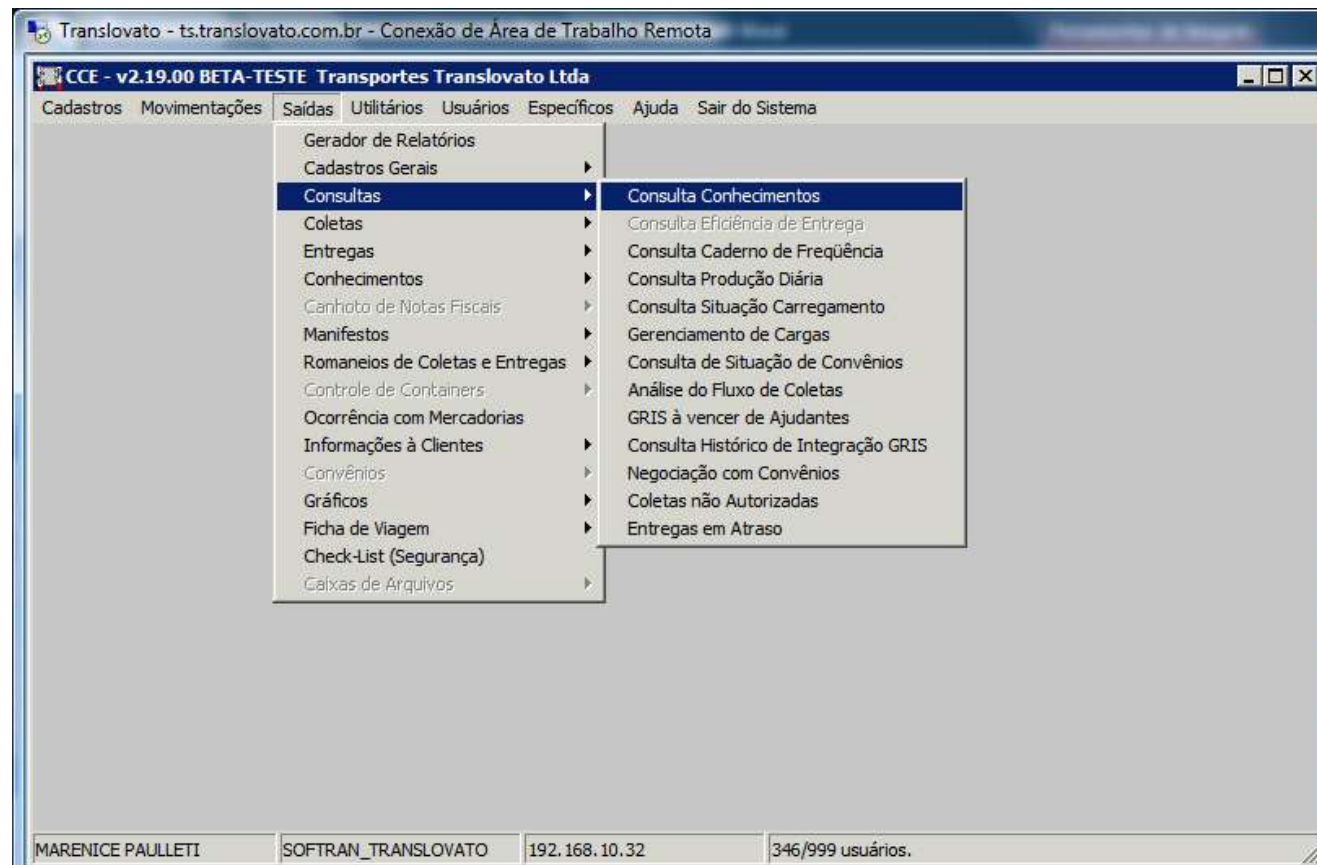 Translovato - ts.translovato.com.br - Conexão de Área de Trabalho Remota
CCE - v2.19.00 BETA-TESTE Transportes Translovato Ltda
Cadastros Movimentações Saídas Utilitários Usuários Específicos Ajuda Sair do Sistema
Gerador de Relatórios
Cadastros Gerais
Consultas
Coletas
Entregas
Conhecimentos
Canhoto de Notas Fiscais
Manifestos
Romaneios de Coletas e Entregas
Controle de Containers
Ocorrência com Mercadorias
Informações à Clientes
Convênios
Gráficos
Ficha de Viagem
Check-List (Segurança)
Caixas de Arquivos
Consulta Conhecimentos
Consulta Eficiência de Entrega
Consulta Caderno de Freqüência
Consulta Produção Diária
Consulta Situação Carregamento
Gerenciamento de Cargas
Consulta de Situação de Convênios
Análise do Fluxo de Coletas
GRIS à vencer de Ajudantes
Consulta Histórico de Integração GRIS
Negociação com Convênios
Coletas não Autorizadas
Entregas em Atraso
MARENICE PAULLETI SOFTRAN_TRANSLOVATO 192.168.10.32 346/999 usuários.